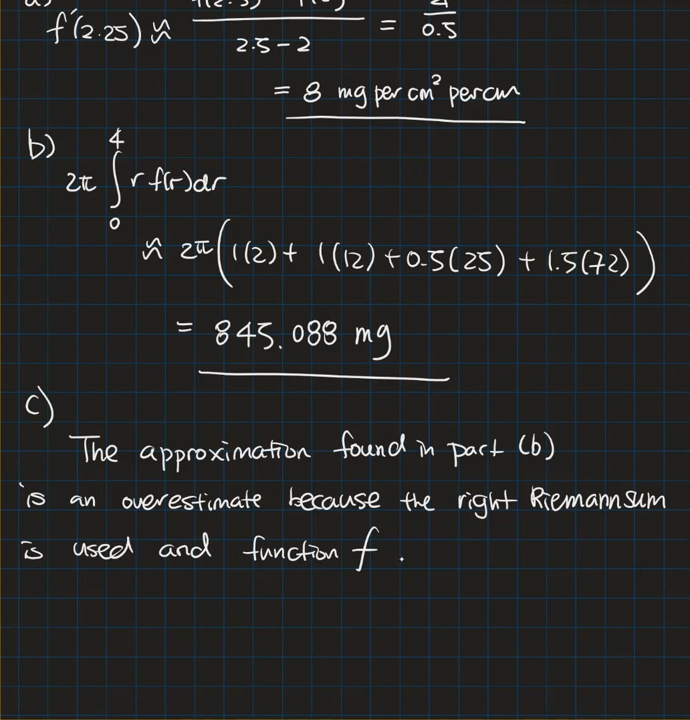 f'(2.25) ≈ = 4/0.5
2.5-2
= 8 mg per cm² per cm
b)
2π ∫₀⁴ r f(r) dr
≈ 2π(1(2) + 1(12) + 0.5(25) + 1.5(72))
= 845.088 mg
c)
The approximation found in part (b)
is an overestimate because the right Riemann sum
is used and function f .